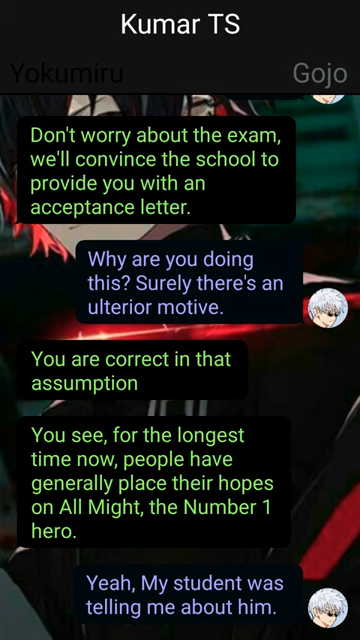 Kumar TS
Yokumiru
Gojo
Don't worry about the exam,
we'll convince the school to
provide you with an
acceptance letter.
Why are you doing
this? Surely there's an
ulterior motive.
You are correct in that
assumption
You see, for the longest
time now, people have
generally place their hopes
on All Might, the Number 1
hero.
Yeah, My student was
telling me about him.